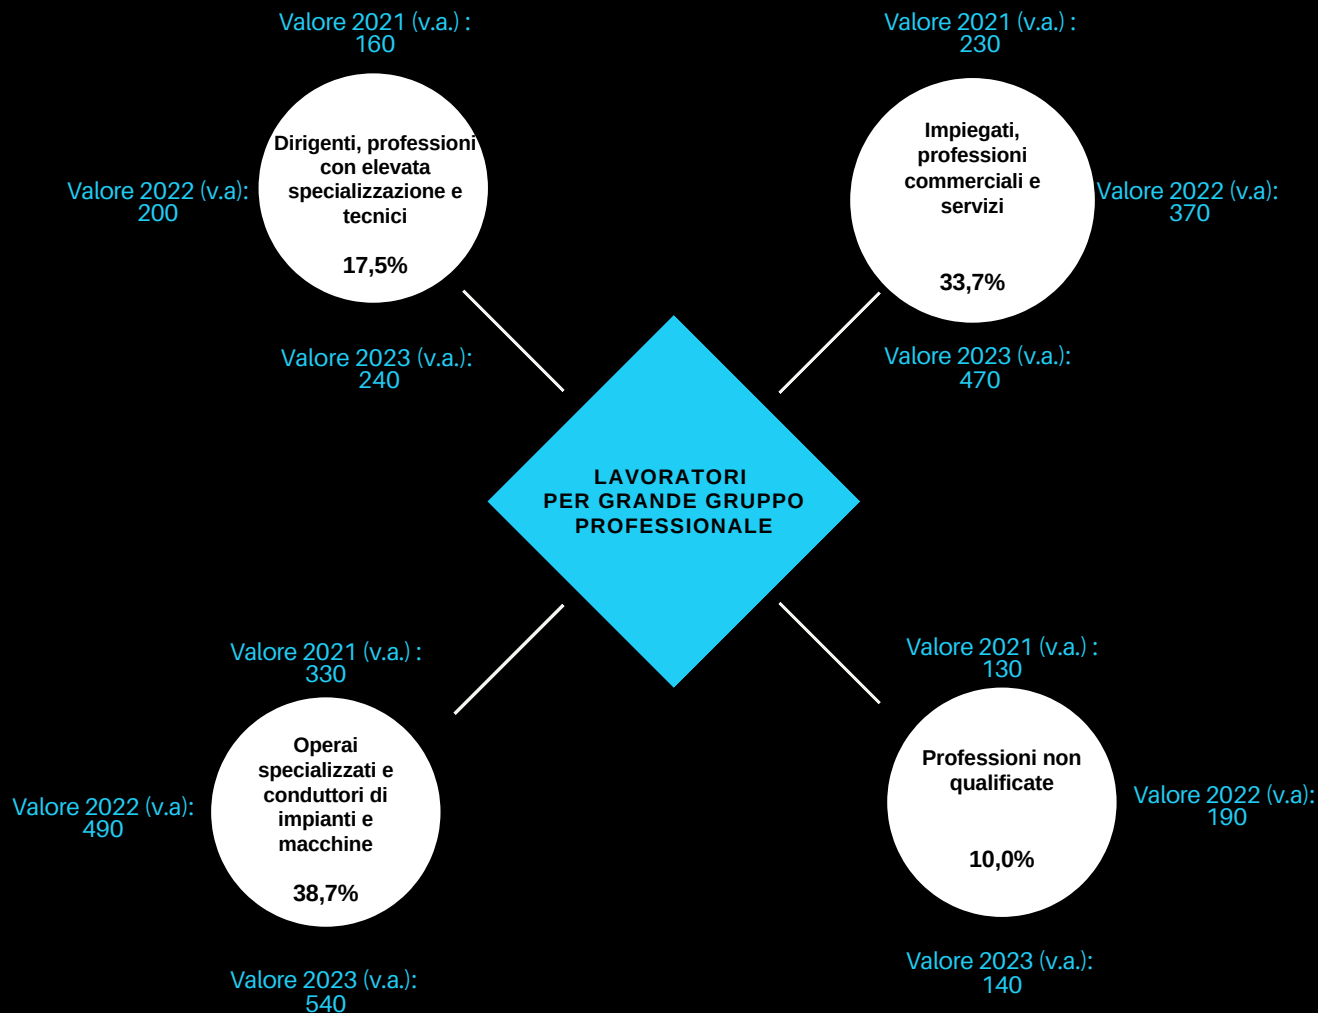 Valore 2021 (v.a.) :
160
Dirigenti, professioni
con elevata
specializzazione e
tecnici
17,5%
Valore 2022 (v.a):
200
Valore 2023 (v.a.):
240
Valore 2021 (v.a.) :
230
Impiegati,
professioni
commerciali e
servizi
33,7%
Valore 2022 (v.a):
370
Valore 2023 (v.a.):
470
LAVORATORI
PER GRANDE GRUPPO
PROFESSIONALE
Valore 2021 (v.a.) :
330
Operai
specializzati e
conduttori di
impianti e
macchine
38,7%
Valore 2022 (v.a):
490
Valore 2023 (v.a.):
540
Valore 2021 (v.a.) :
130
Professioni non
qualificate
10,0%
Valore 2022 (v.a):
190
Valore 2023 (v.a.):
140